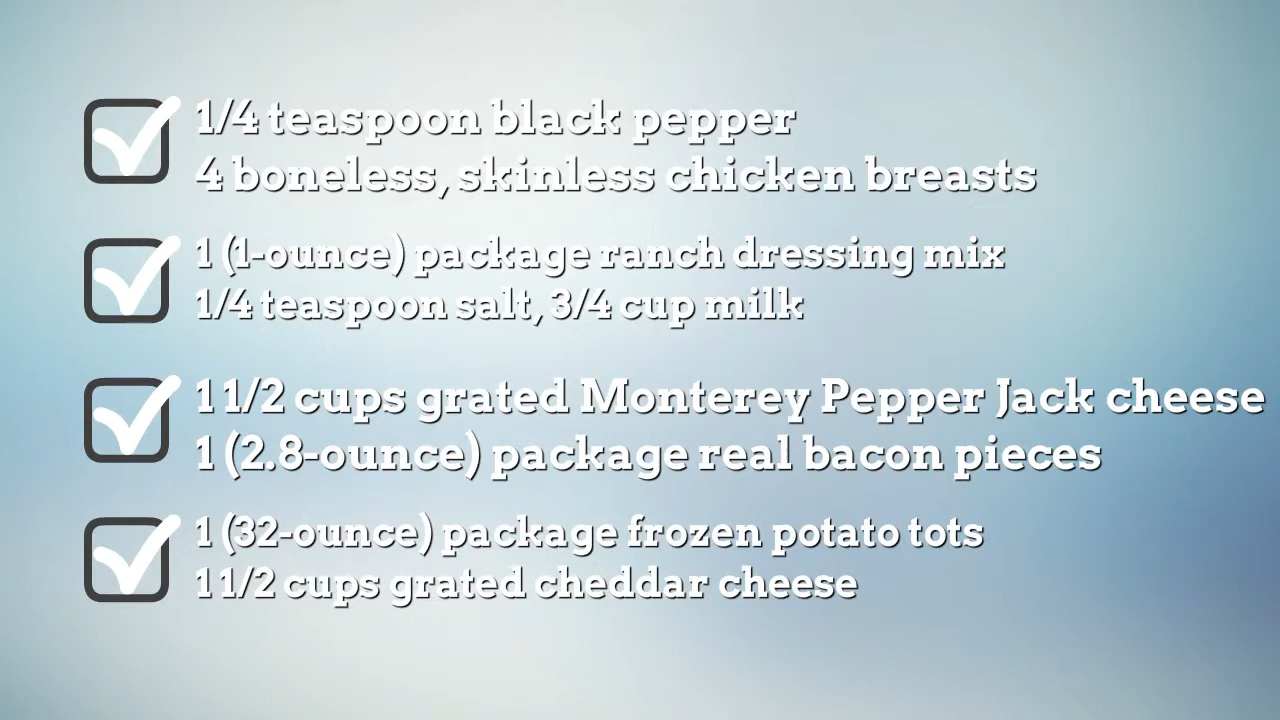 1/4 teaspoon black pepper
4 boneless, skinless chicken breasts
1 (1-ounce) package ranch dressing mix
1/4 teaspoon salt, 3/4 cup milk
1 1/2 cups grated Monterey Pepper Jack cheese
1 (2.8-ounce) package real bacon pieces
1 (32-ounce) package frozen potato tots
1 1/2 cups grated cheddar cheese